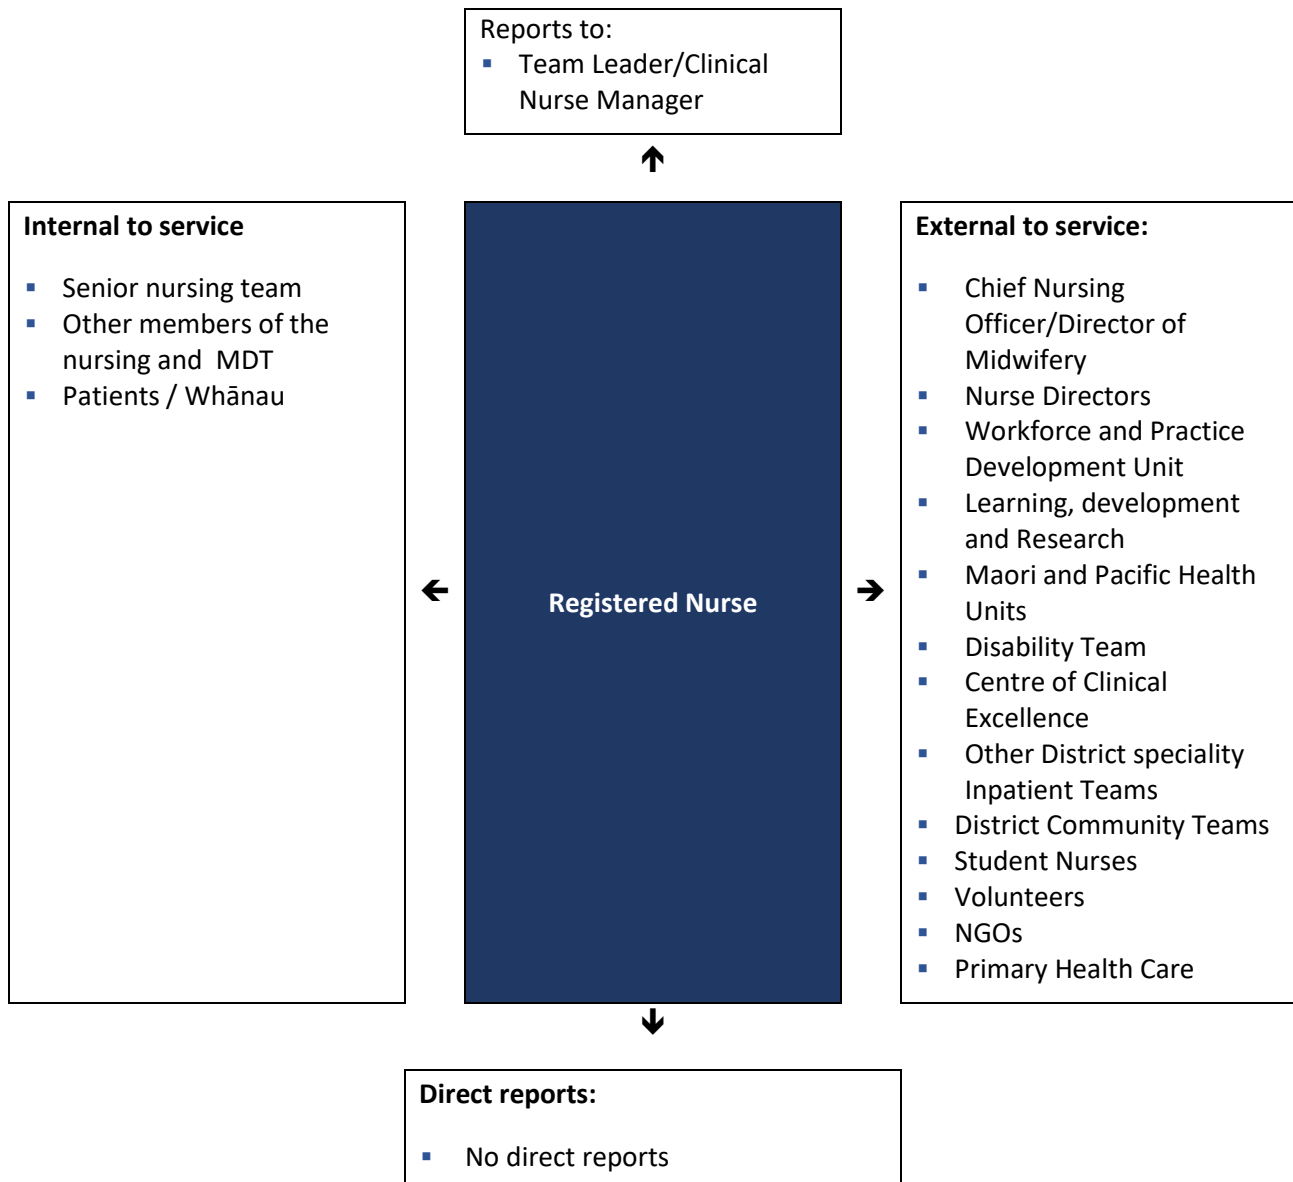 Reports to:
▪ Team Leader/Clinical
Nurse Manager
Internal to service
▪ Senior nursing team
▪ Other members of the
nursing and  MDT
▪ Patients / Whānau
Registered Nurse
External to service:
▪ Chief Nursing
Officer/Director of
Midwifery
▪ Nurse Directors
▪ Workforce and Practice
Development Unit
▪ Learning, development
and Research
▪ Maori and Pacific Health
Units
▪ Disability Team
▪ Centre of Clinical
Excellence
▪ Other District speciality
Inpatient Teams
▪ District Community Teams
▪ Student Nurses
▪ Volunteers
▪ NGOs
▪ Primary Health Care
Direct reports:
▪ No direct reports